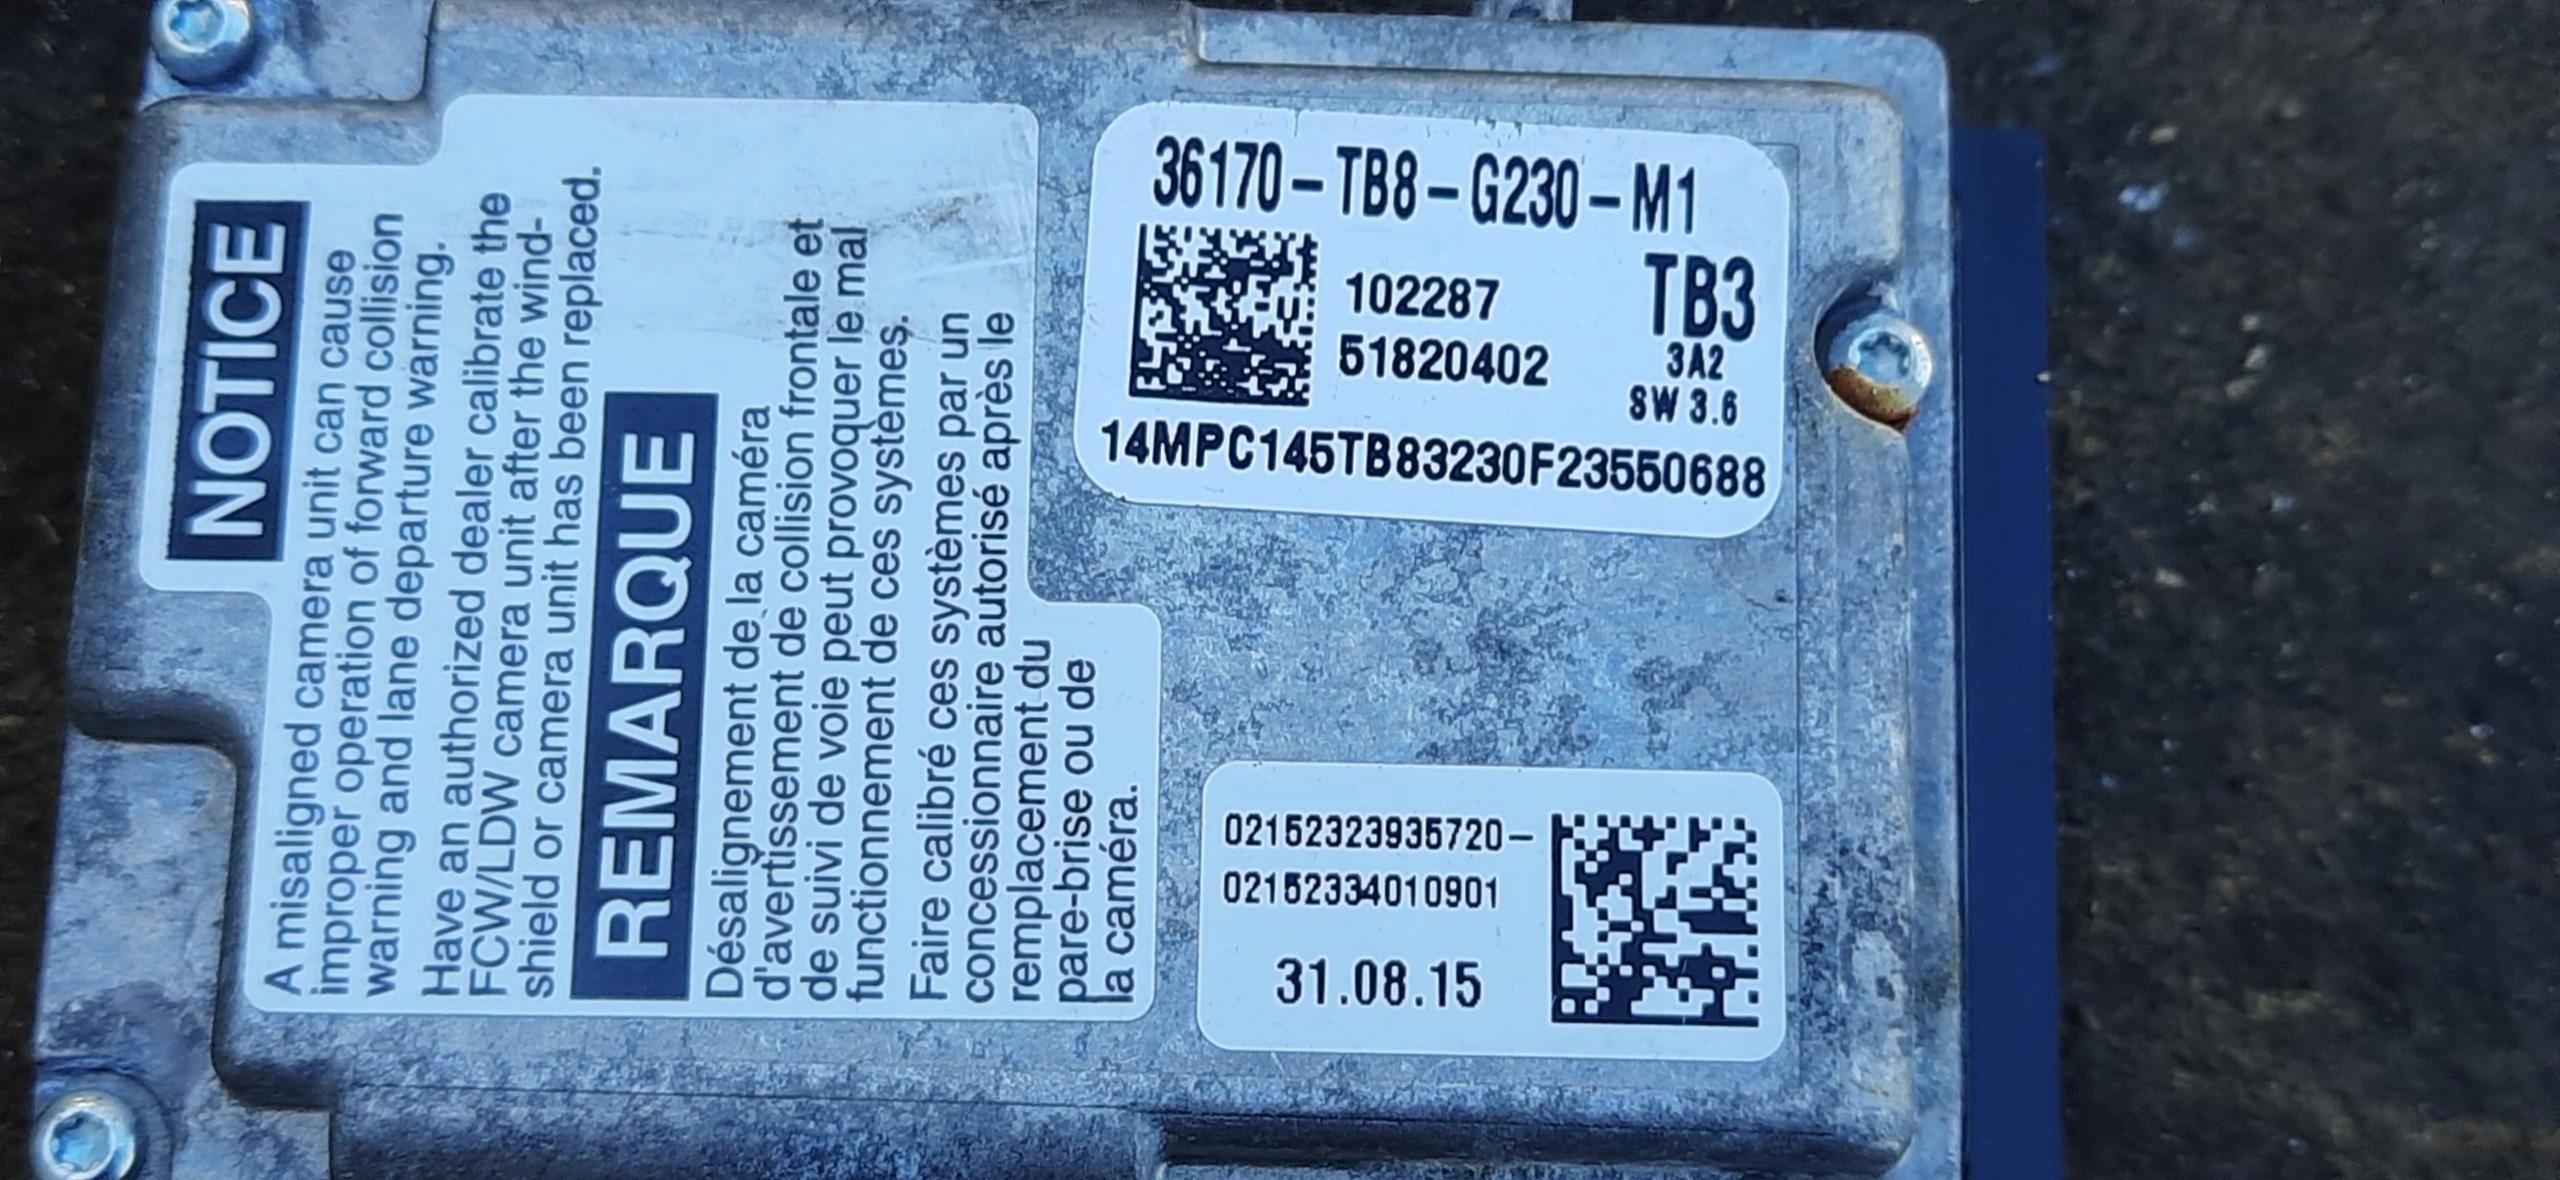 NOTICE
A misaligned camera unit can cause
improper operation of forward collision
warning and lane departure warning.
Have an authorized dealer calibrate the
FCW/LDW camera unit after the wind-
shield or camera unit has been replaced.
REMARQUE
Désalignement de la caméra
d'avertissement de collision frontale et
de suivi de voie peut provoquer le mal
functionnement de ces systèmes.
Faire calibré ces systèmes par un
concessionnaire autorisé après le
remplacement du
pare-brise ou de
la caméra.
36170-TB8-G230-M1
102287
51820402
TB3
3A2
SW 3.6
14MPC145TB83230F23550688
02152323935720-
02152334010901
31.08.15